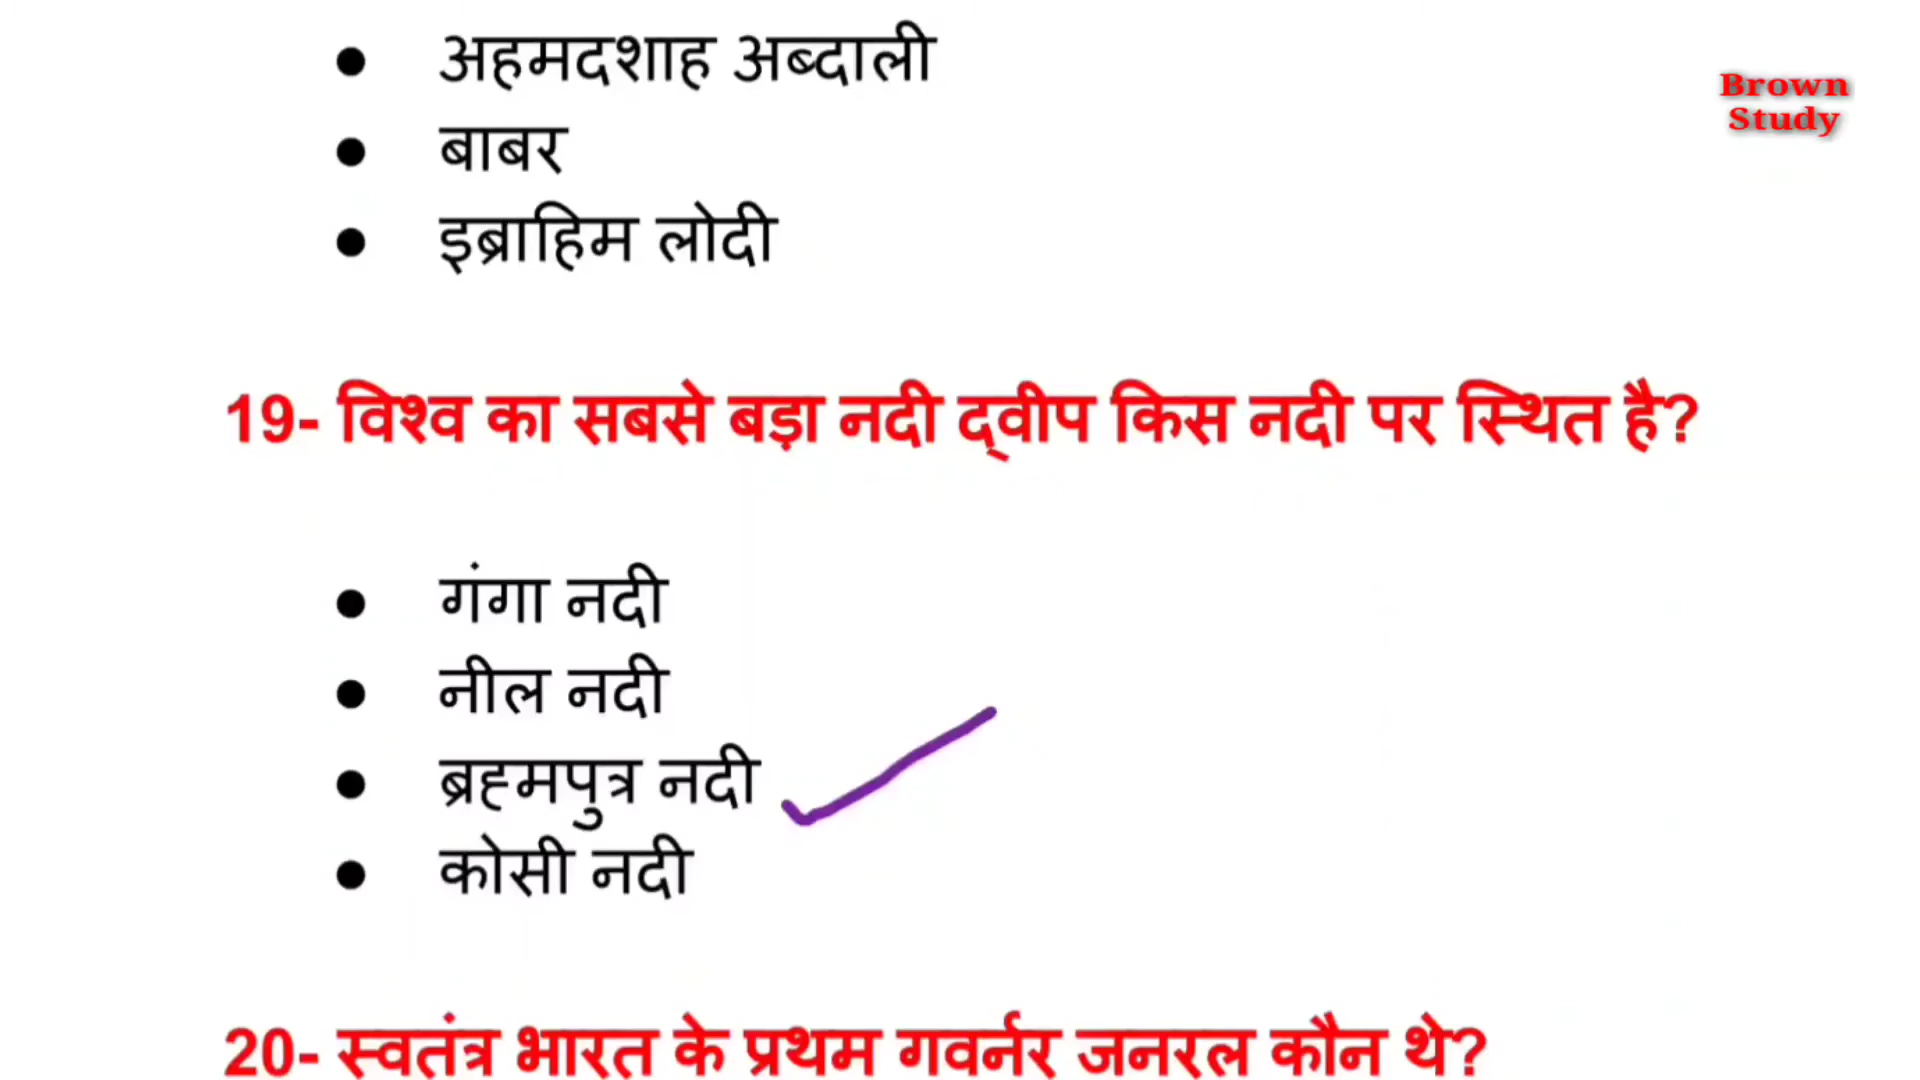 ● अहमदशाह अब्दाली
Brown
Study
● बाबर
● इब्राहिम लोदी
19- विश्व का सबसे बड़ा नदी द्वीप किस नदी पर स्थित है?
● गंगा नदी
● नील नदी
● ब्रह्मपुत्र नदी
● कोसी नदी
20- स्वतंत्र भारत के प्रथम गवर्नर जनरल कौन थे?